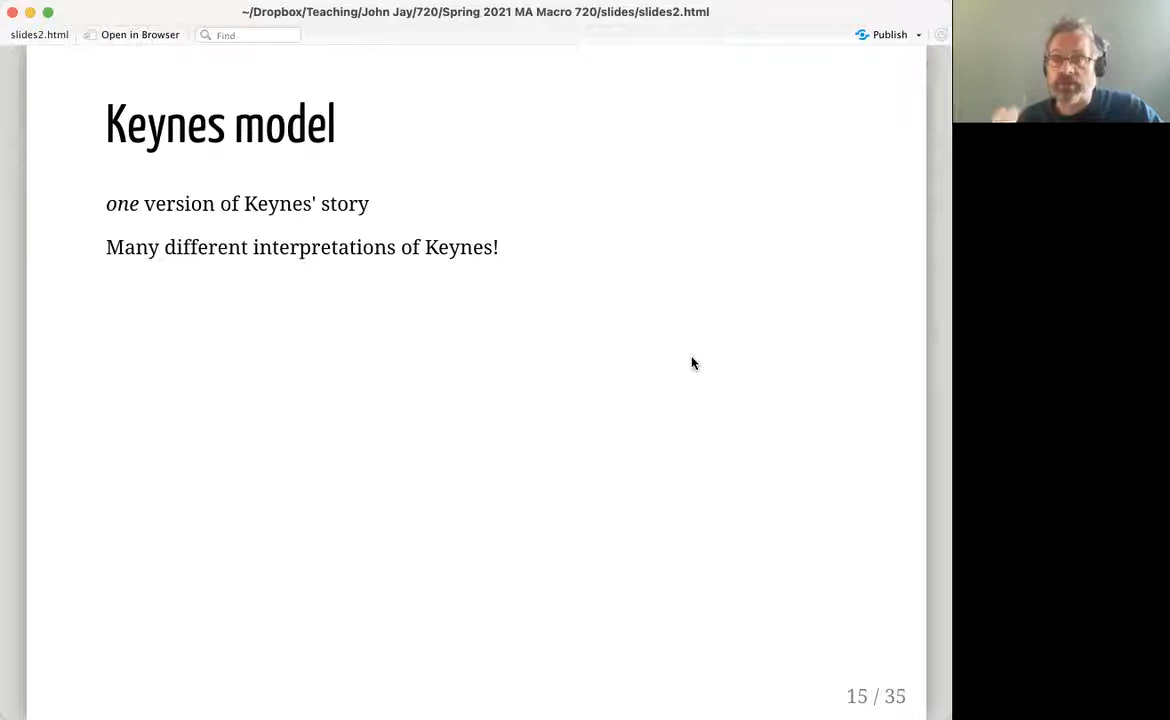 ~/Dropbox/Teaching/John Jay/720/Spring 2021 MA Macro 720/slides/slides2.html
slides2.html Open in Browser Find Publish
Keynes model
one version of Keynes' story
Many different interpretations of Keynes!
15 / 35